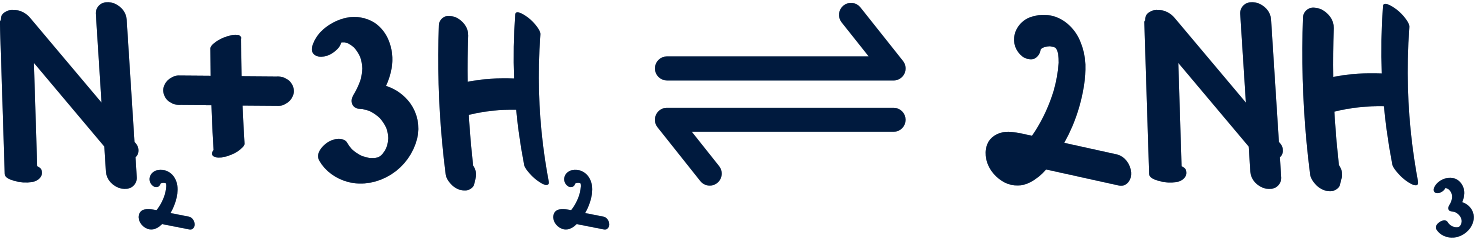 N₂+3H₂ ⇌ 2NH₃